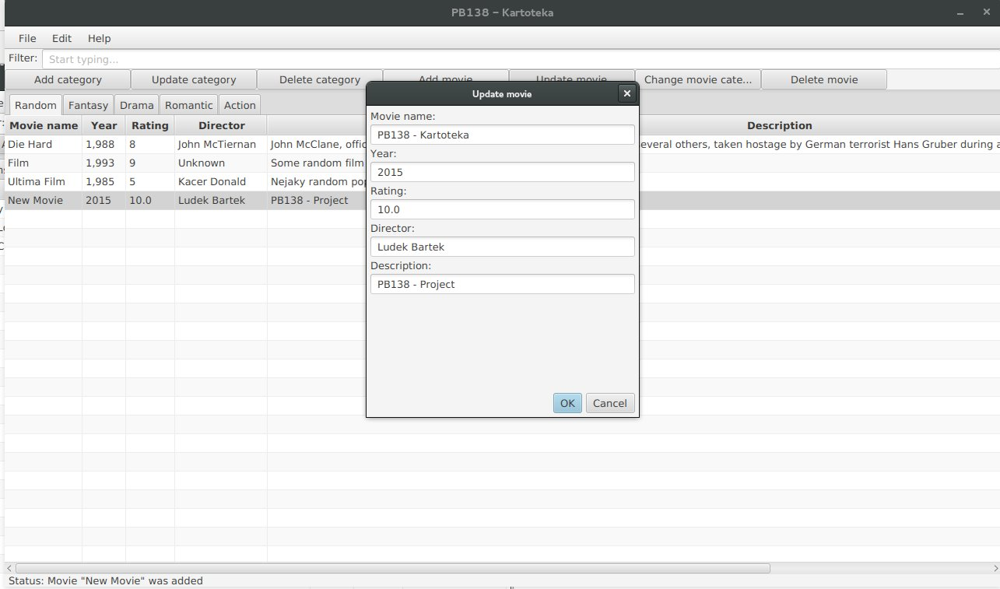 PB138 – Kartoteka
File Edit Help
Filter: Start typing...
Add category Update category Delete category Add movie Update movie Change movie cate... Delete movie
Random Fantasy Drama Romantic Action
Movie name Year Rating Director Description
Die Hard 1,988 8 John McTiernan John McClane, offic everal others, taken hostage by German terrorist Hans Gruber during a
Film 1,993 9 Unknown Some random film
Ultima Film 1,985 5 Kacer Donald Nejaky random pop
New Movie 2015 10.0 Ludek Bartek PB138 - Project
Update movie
Movie name:
PB138 - Kartoteka
Year:
2015
Rating:
10.0
Director:
Ludek Bartek
Description:
PB138 - Project
OK Cancel
Status: Movie "New Movie" was added